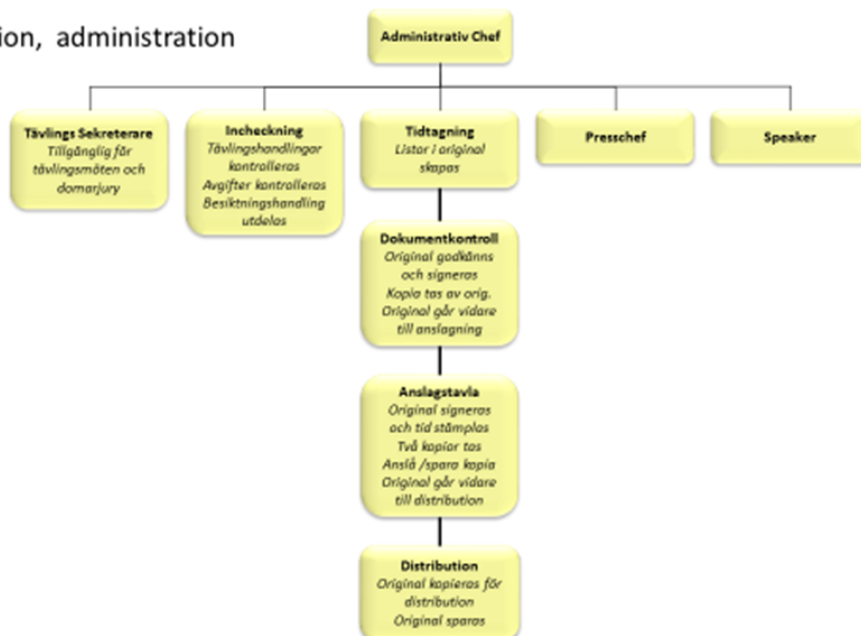 ion, administration
Administrativ Chef
Tävlings Sekreterare
Tillgänglig för
tävlingsmöten och
domarjury
Incheckning
Tävlingshandlingar
kontrolleras
Avgifter kontrolleras
Besiktningshandling
utdelas
Tidtagning
Listor i original
skapas
Presschef
Speaker
Dokumentkontroll
Original godkänns
och signeras
Kopia tas av orig.
Original går vidare
till anslagning
Anslagstavla
Original signeras
och tid stämplas
Två kopior tas
Anslå /spara kopia
Original går vidare
till distribution
Distribution
Original kopieras för
distribution
Original sparas